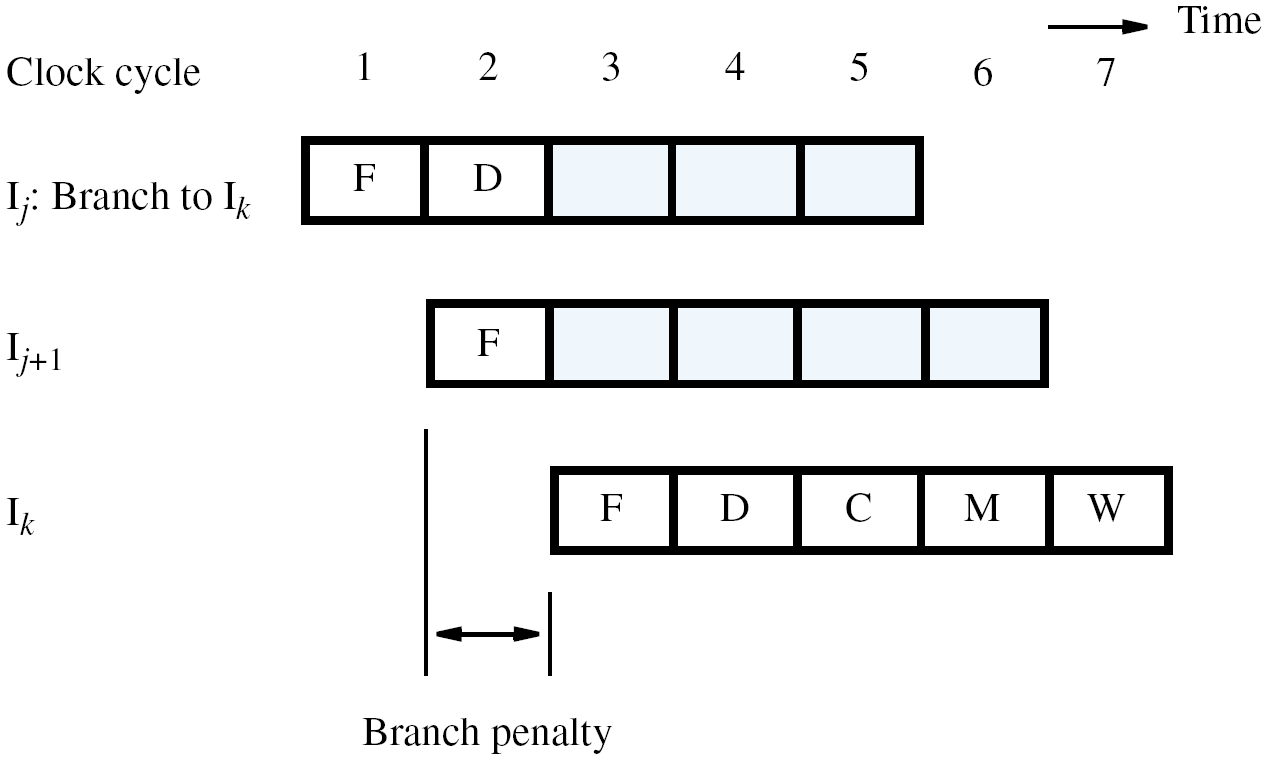 Time
Clock cycle 1 2 3 4 5 6 7
Ij: Branch to Ik F D
Ij+1 F
Ik F D C M W
Branch penalty